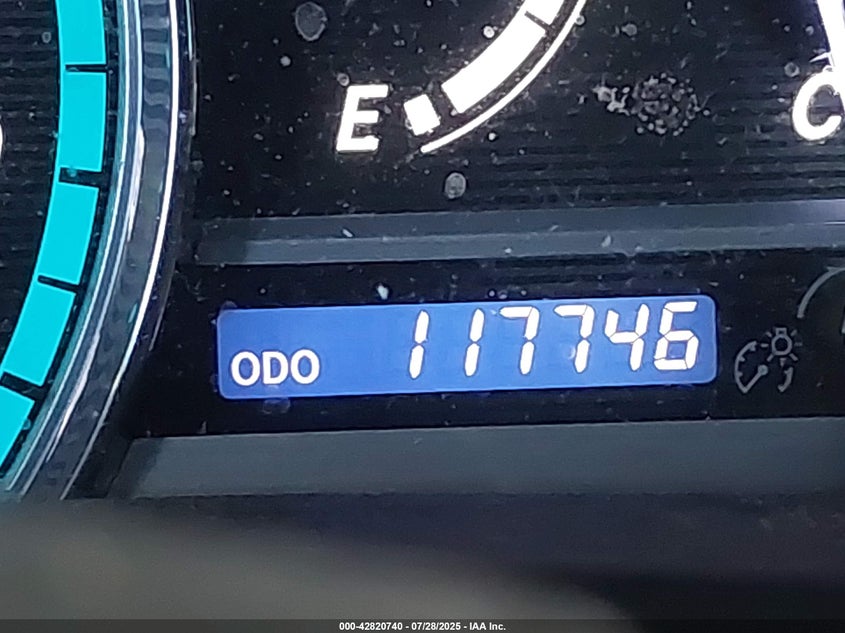 E
C
ODO 117746
000-42820740 - 07/28/2025 - IAA Inc.